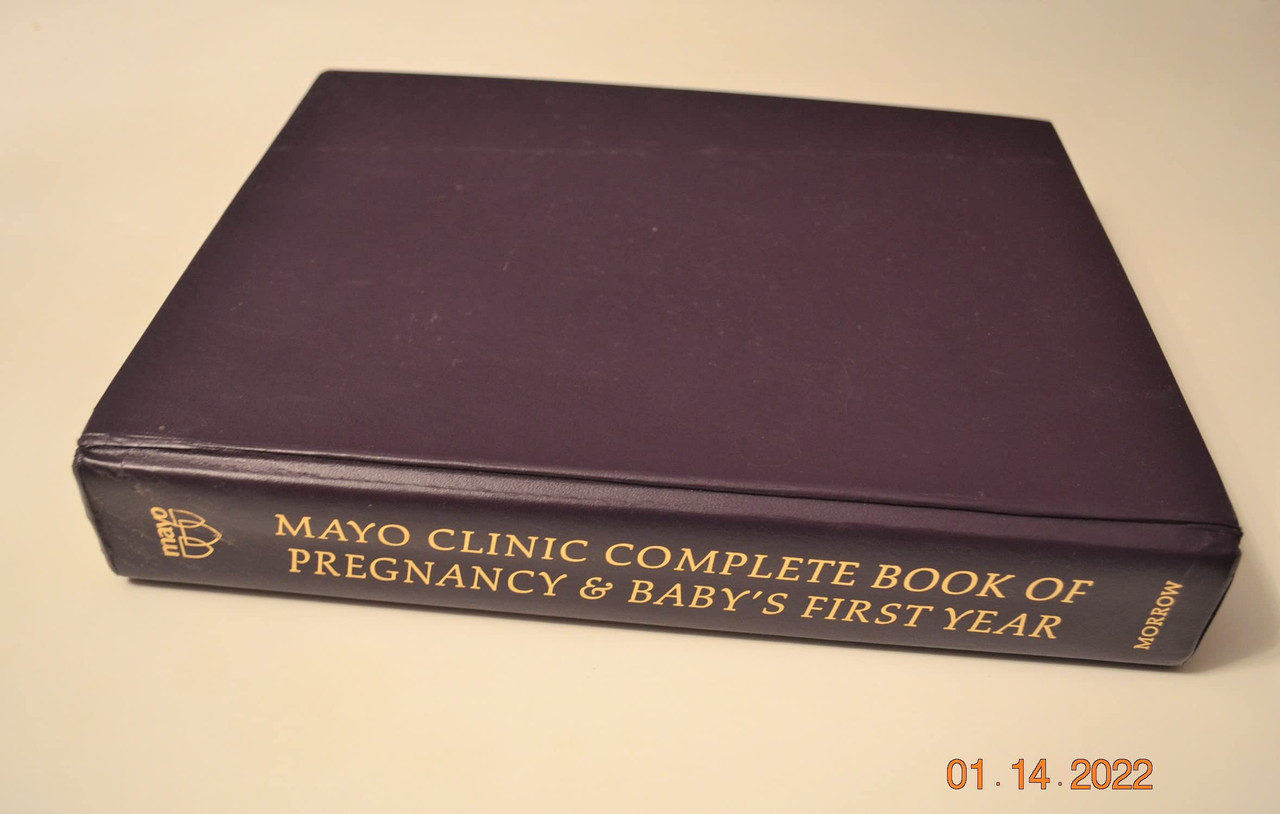 mayo
MAYO CLINIC COMPLETE BOOK OF
PREGNANCY & BABY'S FIRST YEAR
MORROW
01.14.2022